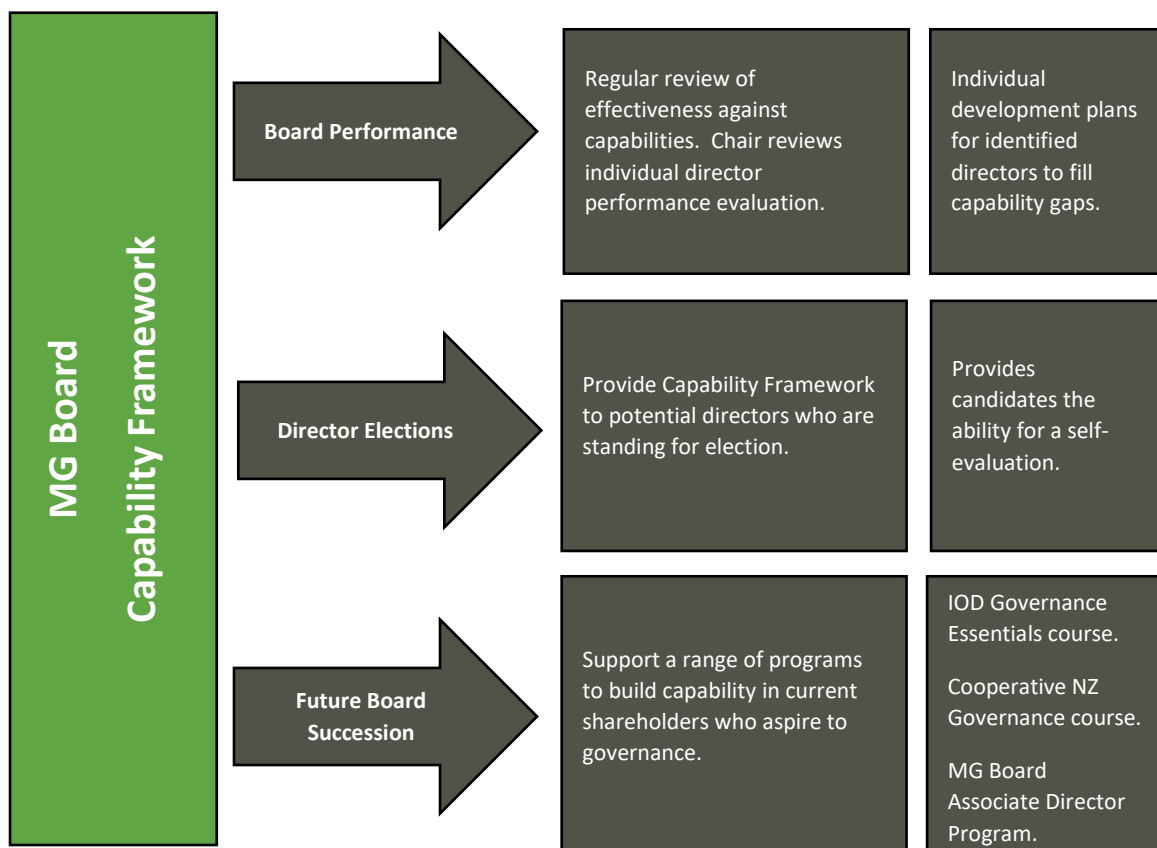 MG Board
Capability Framework
Board Performance
Regular review of
effectiveness against
capabilities.  Chair reviews
individual director
performance evaluation.
Individual
development plans
for identified
directors to fill
capability gaps.
Director Elections
Provide Capability Framework
to potential directors who are
standing for election.
Provides
candidates the
ability for a self-
evaluation.
Future Board
Succession
Support a range of programs
to build capability in current
shareholders who aspire to
governance.
IOD Governance
Essentials course.
Cooperative NZ
Governance course.
MG Board
Associate Director
Program.